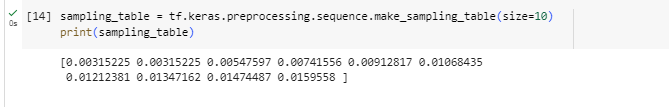 [14] sampling_table = tf.keras.preprocessing.sequence.make_sampling_table(size=10)
0s
print(sampling_table)
[0.00315225 0.00315225 0.00547597 0.00741556 0.00912817 0.01068435
0.01212381 0.01347162 0.01474487 0.0159558 ]